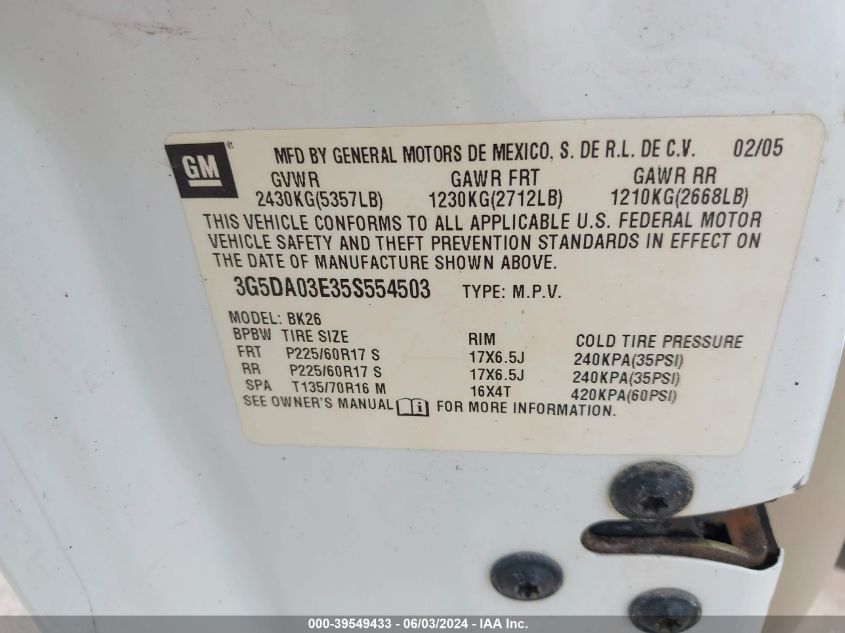 GM® MFD BY GENERAL MOTORS DE MEXICO, S. DE R.L. DE C.V. 02/05
GVWR GAWR FRT GAWR RR
2430KG(5357LB) 1230KG(2712LB) 1210KG(2668LB)
THIS VEHICLE CONFORMS TO ALL APPLICABLE U.S. FEDERAL MOTOR
VEHICLE SAFETY AND THEFT PREVENTION STANDARDS IN EFFECT ON
THE DATE OF MANUFACTURE SHOWN ABOVE.
3G5DA03E35S554503 TYPE: M.P.V.
MODEL: BK26
BPBW TIRE SIZE RIM COLD TIRE PRESSURE
FRT P225/60R17 S 17X6.5J 240KPA(35PSI)
RR P225/60R17 S 17X6.5J 240KPA(35PSI)
SPA T135/70R16 M 16X4T 420KPA(60PSI)
SEE OWNER'S MANUAL FOR MORE INFORMATION.
000-39549433 - 06/03/2024 - IAA Inc.